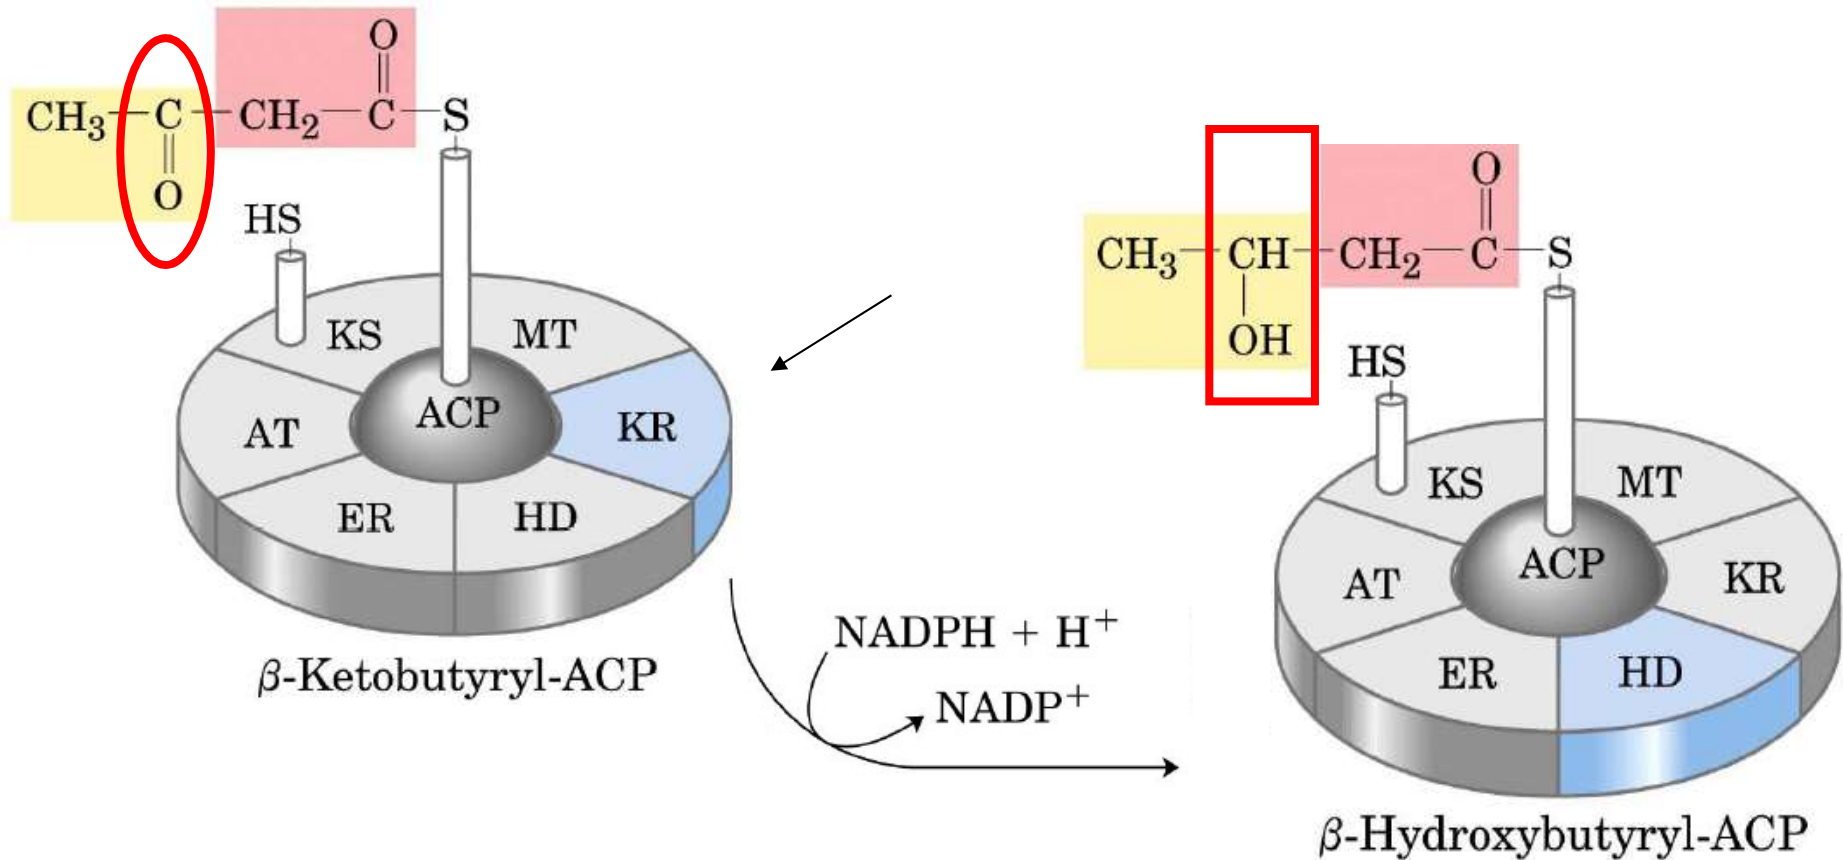 O
CH₃—C—CH₂—C—S
O
HS
KS
MT
AT
ACP
KR
ER
HD
β-Ketobutyryl-ACP
NADPH + H⁺
NADP⁺
O
CH₃—CH—CH₂—C—S
OH
HS
KS
MT
AT
ACP
KR
ER
HD
β-Hydroxybutyryl-ACP